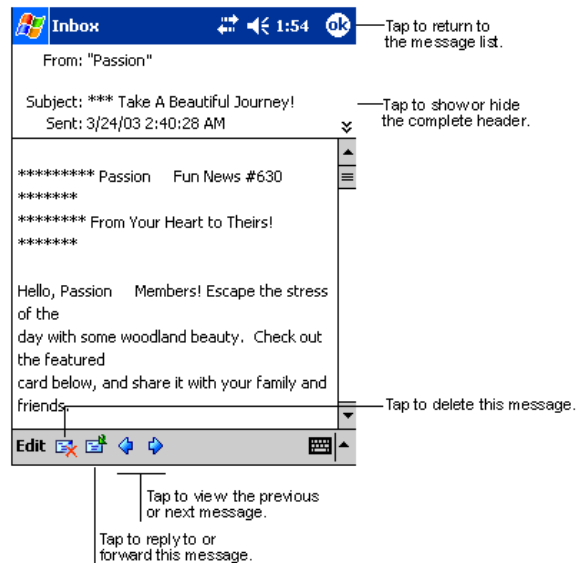 Inbox 1:54 ok
Tap to return to
the message list.
From: "Passion"
Subject: *** Take A Beautiful Journey!
Sent: 3/24/03 2:40:28 AM
Tap to show or hide
the complete header.
********* Passion Fun News #630
*******
******** From Your Heart to Theirs!
*******
Hello, Passion Members! Escape the stress
of the
day with some woodland beauty. Check out
the featured
card below, and share it with your family and
friends.
Tap to delete this message.
Edit
Tap to view the previous
or next message.
Tap to reply to or
forward this message.